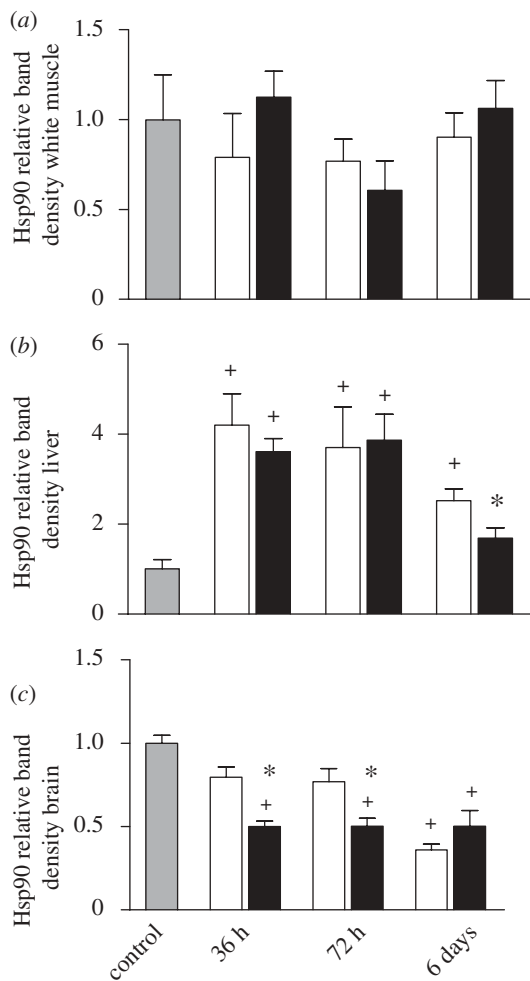 (a)
1.5
1.0
0.5
0
Hsp90 relative band
density white muscle
(b)
6
4
2
0
Hsp90 relative band
density liver
+
+
+
+
+
*
(c)
1.5
1.0
0.5
0
Hsp90 relative band
density brain
*
+
*
+
+
+
control
36 h
72 h
6 days